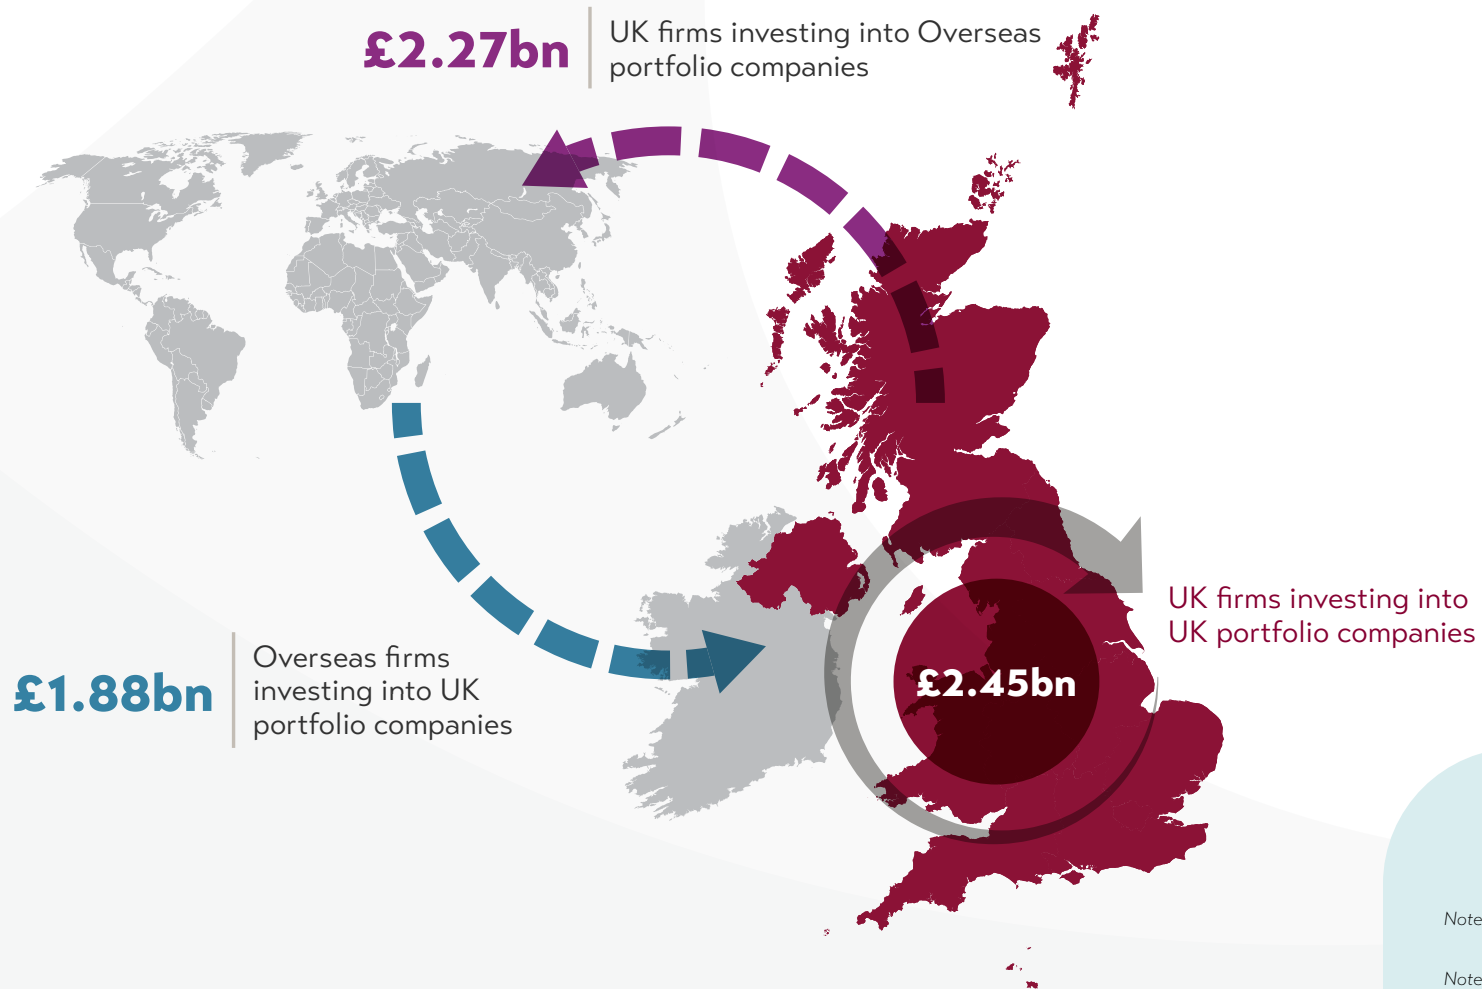 £2.27bn
UK firms investing into Overseas
portfolio companies
UK firms investing into
UK portfolio companies
£2.45bn
£1.88bn
Overseas firms
investing into UK
portfolio companies
Note
Note